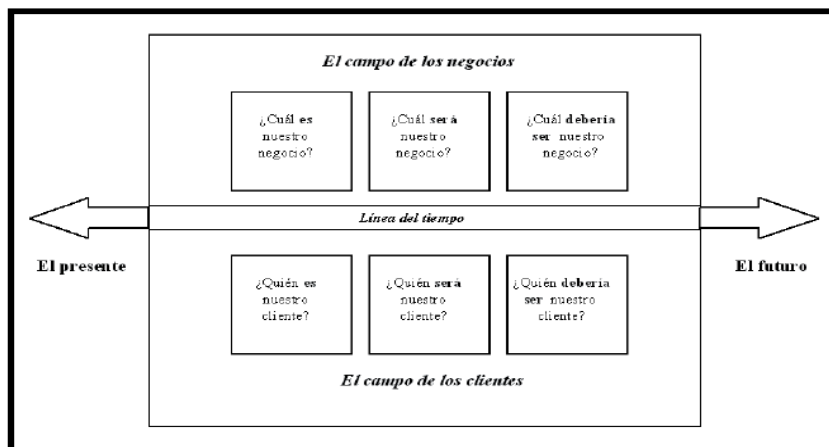 El campo de los negocios
¿Cuál es
nuestro
negocio?
¿Cuál será
nuestro
negocio?
¿Cuál debería
ser nuestro
negocio?
Línea del tiempo
El presente
El futuro
¿Quién es
nuestro
cliente?
¿Quién será
nuestro
cliente?
¿Quién debería
ser nuestro
cliente?
El campo de los clientes